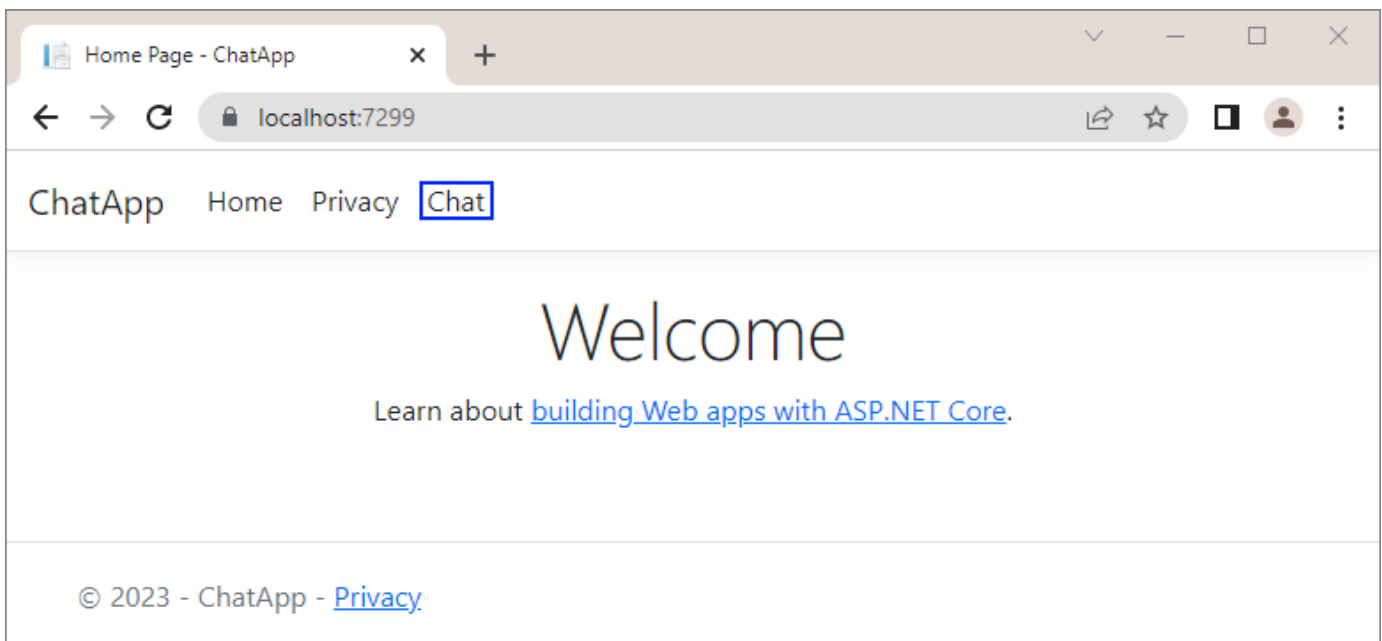 Home Page - ChatApp
localhost:7299
ChatApp Home Privacy Chat
Welcome
Learn about building Web apps with ASP.NET Core.
© 2023 - ChatApp - Privacy